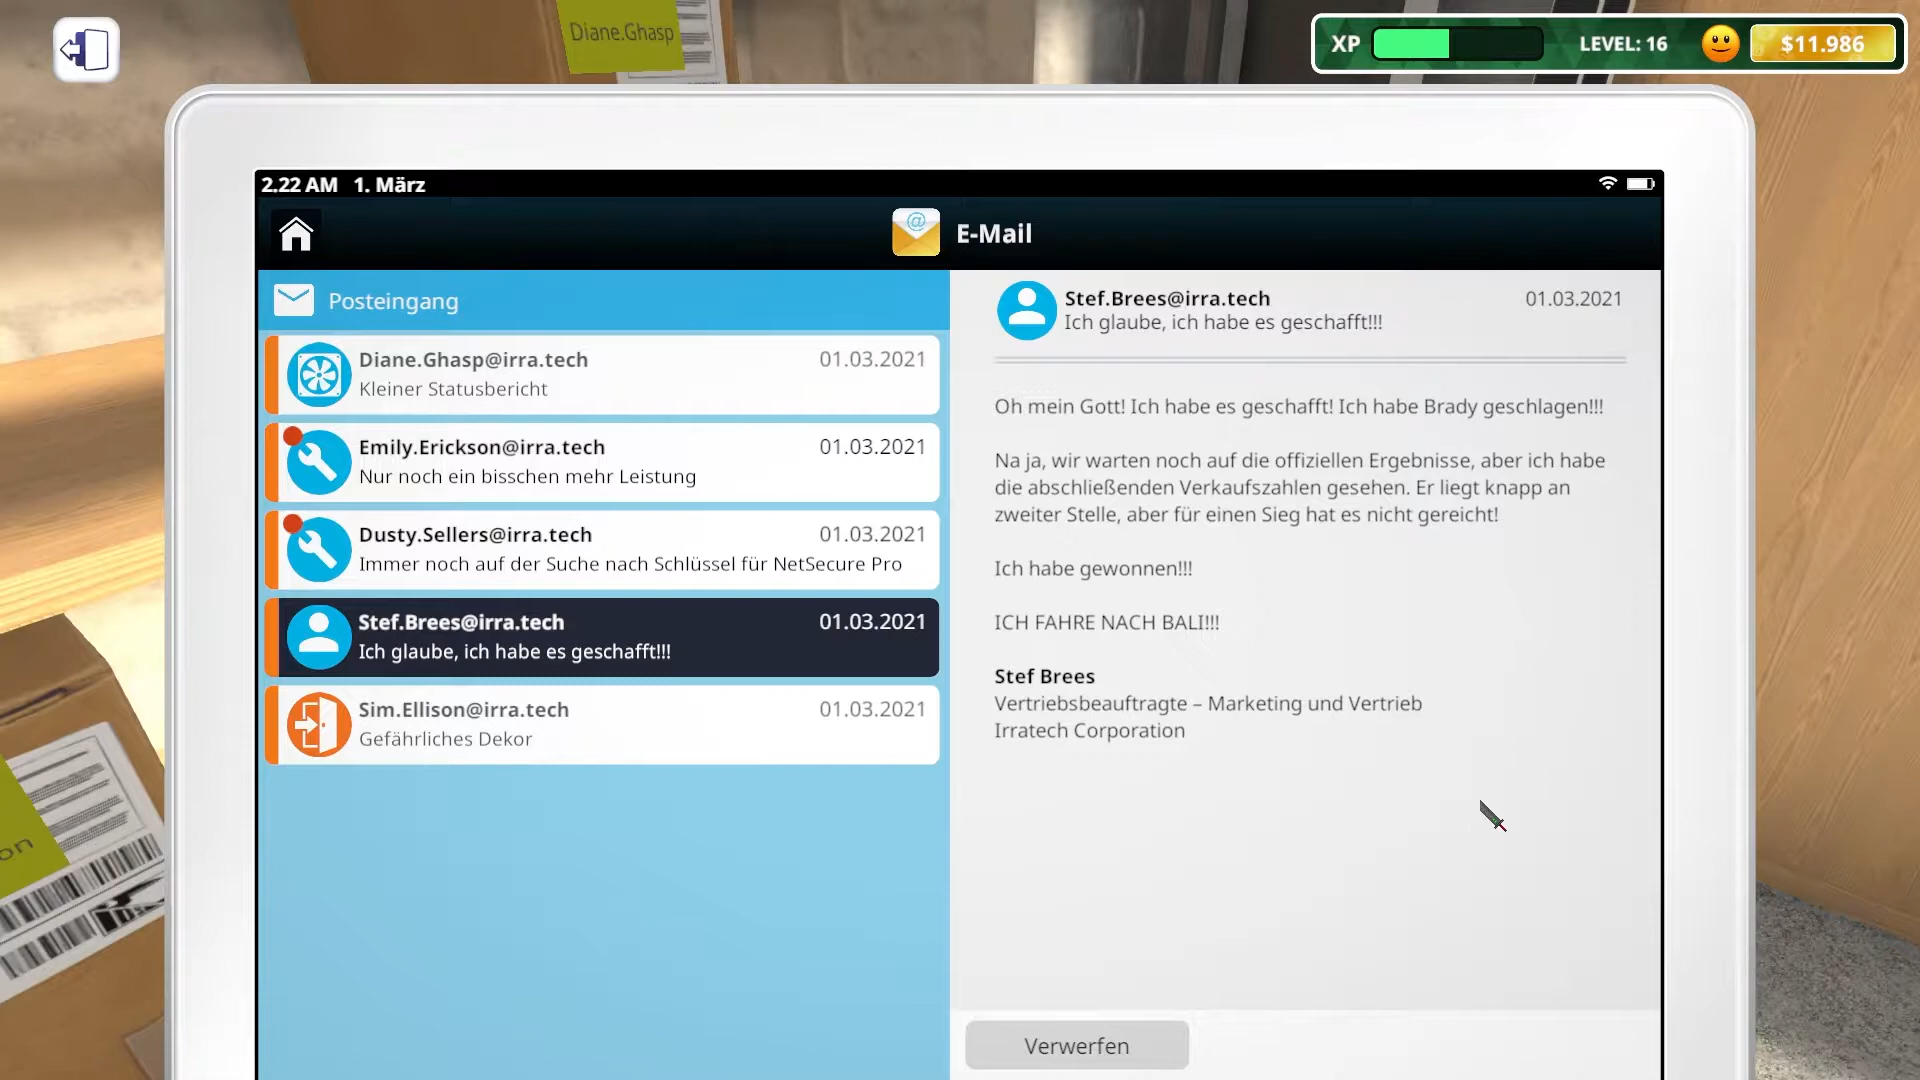 Diane.Ghasp
XP
LEVEL: 16
$11.986
2.22 AM 1. März
E-Mail
Posteingang
Diane.Ghasp@irra.tech 01.03.2021
Kleiner Statusbericht
Emily.Erickson@irra.tech 01.03.2021
Nur noch ein bisschen mehr Leistung
Dusty.Sellers@irra.tech 01.03.2021
Immer noch auf der Suche nach Schlüssel für NetSecure Pro
Stef.Brees@irra.tech 01.03.2021
Ich glaube, ich habe es geschafft!!!
Sim.Ellison@irra.tech 01.03.2021
Gefährliches Dekor
Stef.Brees@irra.tech 01.03.2021
Ich glaube, ich habe es geschafft!!!
Oh mein Gott! Ich habe es geschafft! Ich habe Brady geschlagen!!!
Na ja, wir warten noch auf die offiziellen Ergebnisse, aber ich habe
die abschließenden Verkaufszahlen gesehen. Er liegt knapp an
zweiter Stelle, aber für einen Sieg hat es nicht gereicht!
Ich habe gewonnen!!!
ICH FAHRE NACH BALI!!!
Stef Brees
Vertriebsbeauftragte – Marketing und Vertrieb
Irratech Corporation
Verwerfen
on